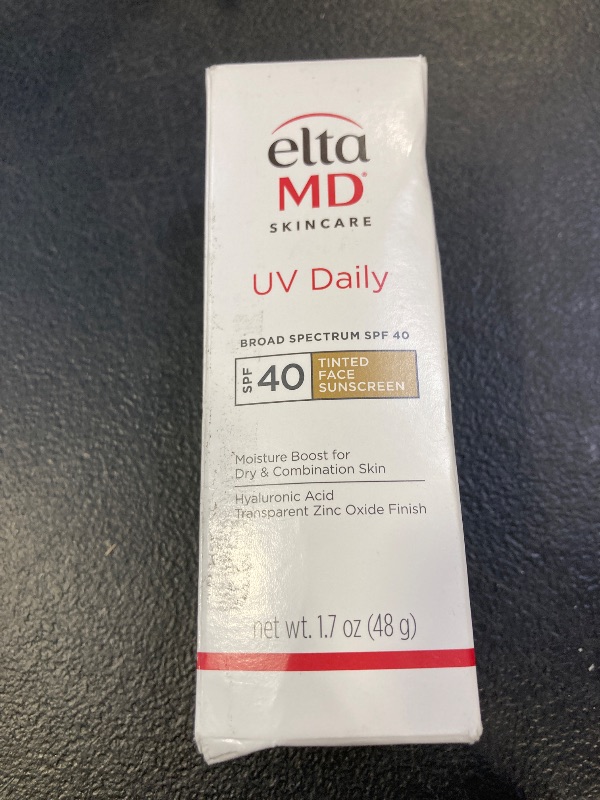 elta
MD®
SKINCARE
UV Daily
BROAD SPECTRUM SPF 40
SPF 40 TINTED
FACE
SUNSCREEN
Moisture Boost for
Dry & Combination Skin
Hyaluronic Acid
Transparent Zinc Oxide Finish
net wt. 1.7 oz (48 g)